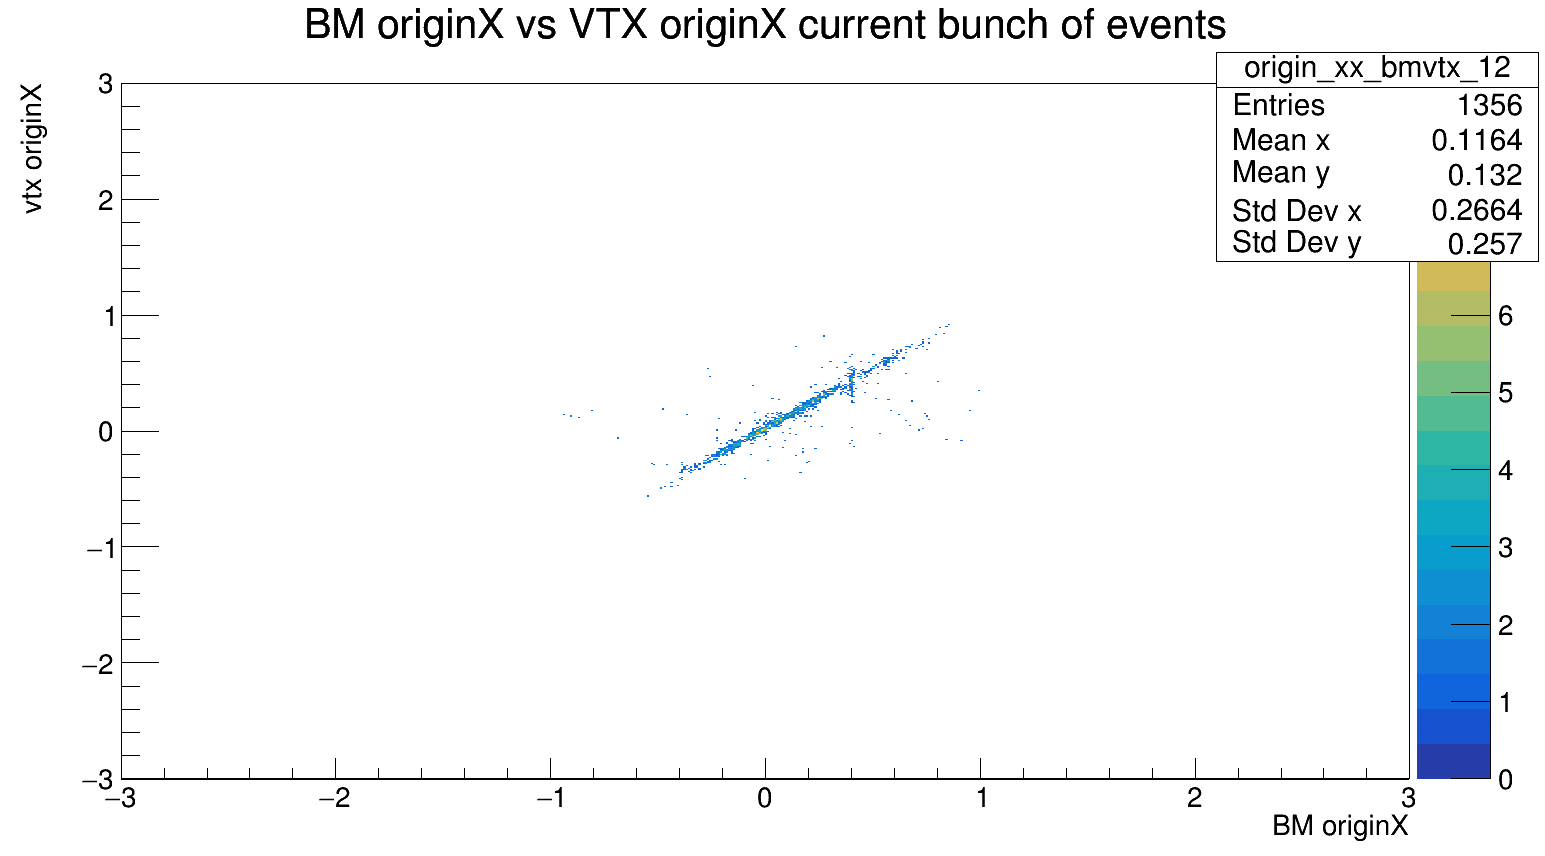 BM originX vs VTX originX current bunch of events
origin_xx_bmvtx_12
Entries 1356
Mean x 0.1164
Mean y 0.132
Std Dev x 0.2664
Std Dev y 0.257
vtx originX
3
2
1
0
−1
−2
−3
−3 −2 −1 0 1 2 3
BM originX
6
5
4
3
2
1
0